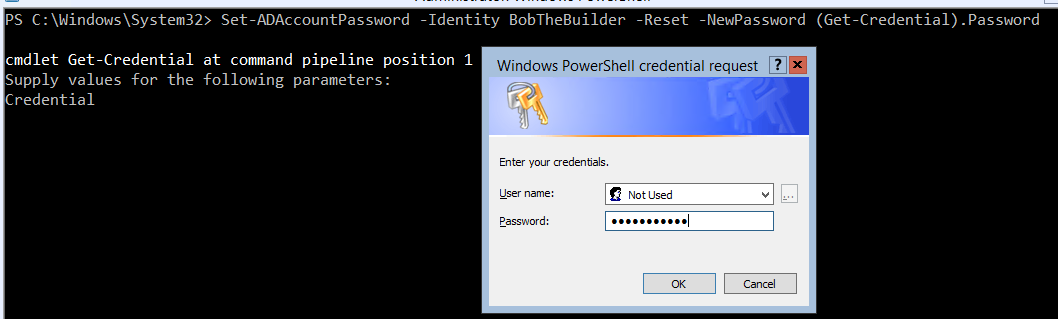 PS C:\Windows\System32> Set-ADAccountPassword -Identity BobTheBuilder -Reset -NewPassword (Get-Credential).Password
cmdlet Get-Credential at command pipeline position 1
Supply values for the following parameters:
Credential
Windows PowerShell credential request
?
Enter your credentials.
User name:
Not Used
...
Password:
•••••••••••
OK
Cancel